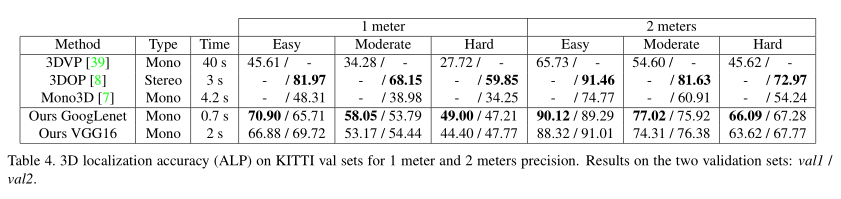 1 meter 2 meters
Method Type Time Easy Moderate Hard Easy Moderate Hard
3DVP [39] Mono 40 s 45.61 / - 34.28 / - 27.72 / - 65.73 / - 54.60 / - 45.62 / -
3DOP [8] Stereo 3 s - / 81.97 - / 68.15 - / 59.85 - / 91.46 - / 81.63 - / 72.97
Mono3D [7] Mono 4.2 s - / 48.31 - / 38.98 - / 34.25 - / 74.77 - / 60.91 - / 54.24
Ours GoogLenet Mono 0.7 s 70.90 / 65.71 58.05 / 53.79 49.00 / 47.21 90.12 / 89.29 77.02 / 75.92 66.09 / 67.28
Ours VGG16 Mono 2 s 66.88 / 69.72 53.17 / 54.44 44.40 / 47.77 88.32 / 91.01 74.31 / 76.38 63.62 / 67.77
Table 4. 3D localization accuracy (ALP) on KITTI val sets for 1 meter and 2 meters precision. Results on the two validation sets: val1 /
val2.